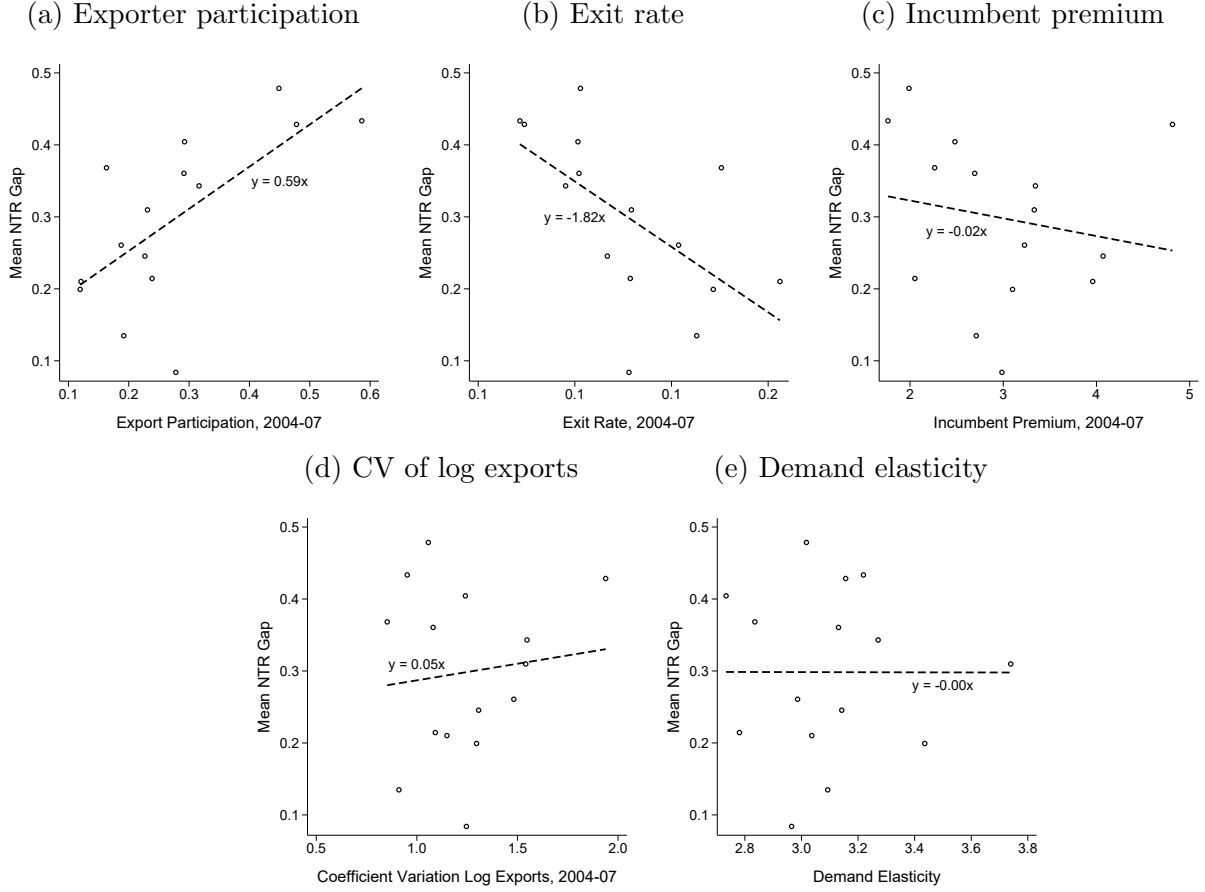 (a) Exporter participation
(b) Exit rate
(c) Incumbent premium
0.5
0.4
0.3
0.2
0.1
Mean NTR Gap
y = 0.59x
0.1 0.2 0.3 0.4 0.5 0.6
Export Participation, 2004-07
0.5
0.4
0.3
0.2
0.1
Mean NTR Gap
y = -1.82x
0.1 0.1 0.1 0.2
Exit Rate, 2004-07
0.5
0.4
0.3
0.2
0.1
Mean NTR Gap
y = -0.02x
2 3 4 5
Incumbent Premium, 2004-07
(d) CV of log exports
(e) Demand elasticity
0.5
0.4
0.3
0.2
0.1
Mean NTR Gap
y = 0.05x
0.5 1.0 1.5 2.0
Coefficient Variation Log Exports, 2004-07
0.5
0.4
0.3
0.2
0.1
Mean NTR Gap
y = -0.00x
2.8 3.0 3.2 3.4 3.6 3.8
Demand Elasticity